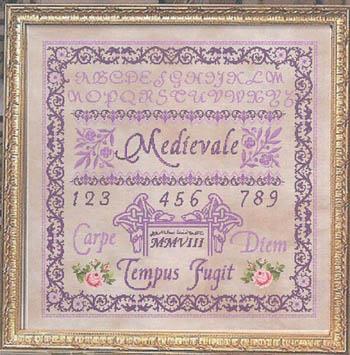 ABCDEFGHIJKLM
NOPQRSTUVWXYZ
Medievale
123 456 789
MMVIII
Carpe Diem
Tempus Fugit